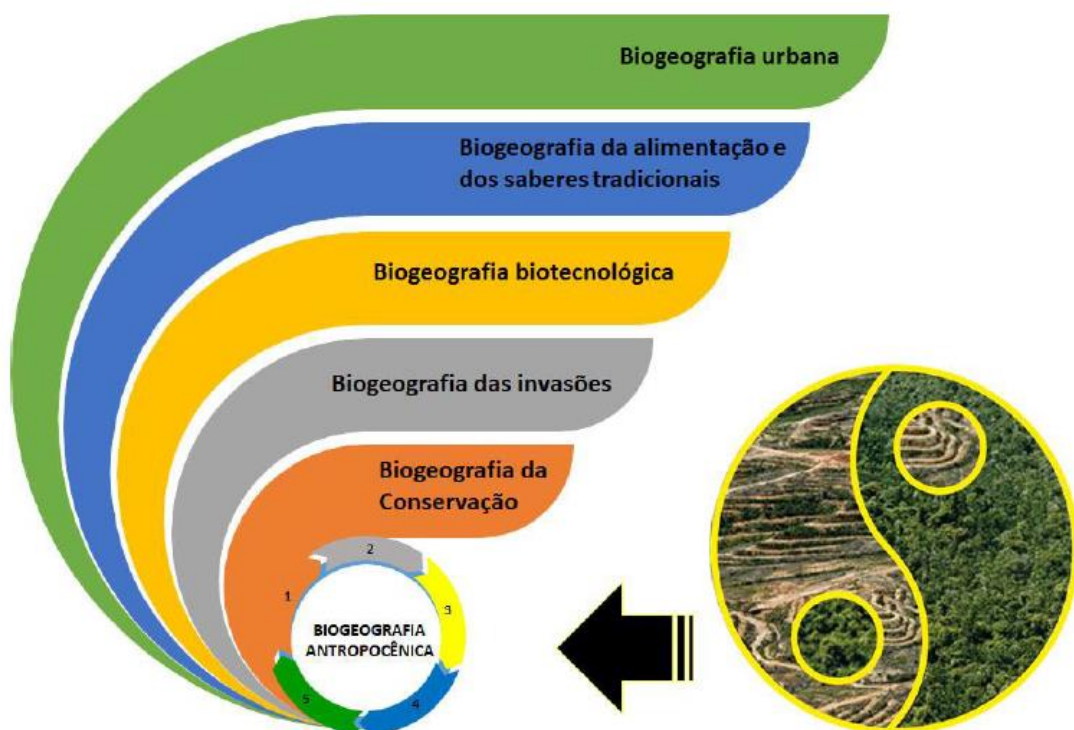 Biogeografia urbana
Biogeografia da alimentação e
dos saberes tradicionais
Biogeografia biotecnológica
Biogeografia das invasões
Biogeografia da
Conservação
2
1
3
BIOGEOGRAFIA
ANTROPOCÊNICA
5
4